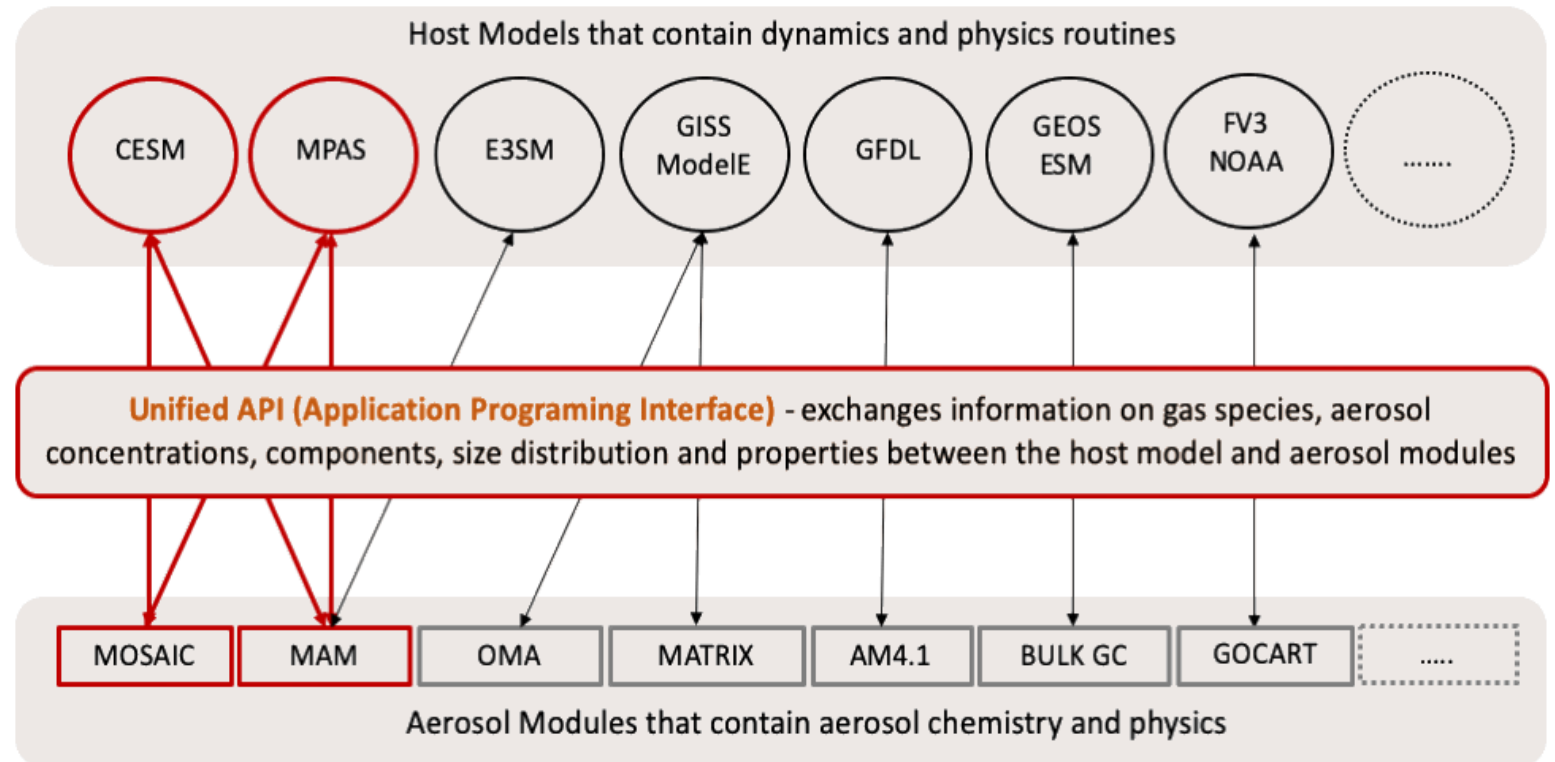 Host Models that contain dynamics and physics routines
CESM
MPAS
E3SM
GISS
ModelE
GFDL
GEOS
ESM
FV3
NOAA
.......
Unified API (Application Programing Interface) - exchanges information on gas species, aerosol
concentrations, components, size distribution and properties between the host model and aerosol modules
MOSAIC
MAM
OMA
MATRIX
AM4.1
BULK GC
GOCART
.....
Aerosol Modules that contain aerosol chemistry and physics